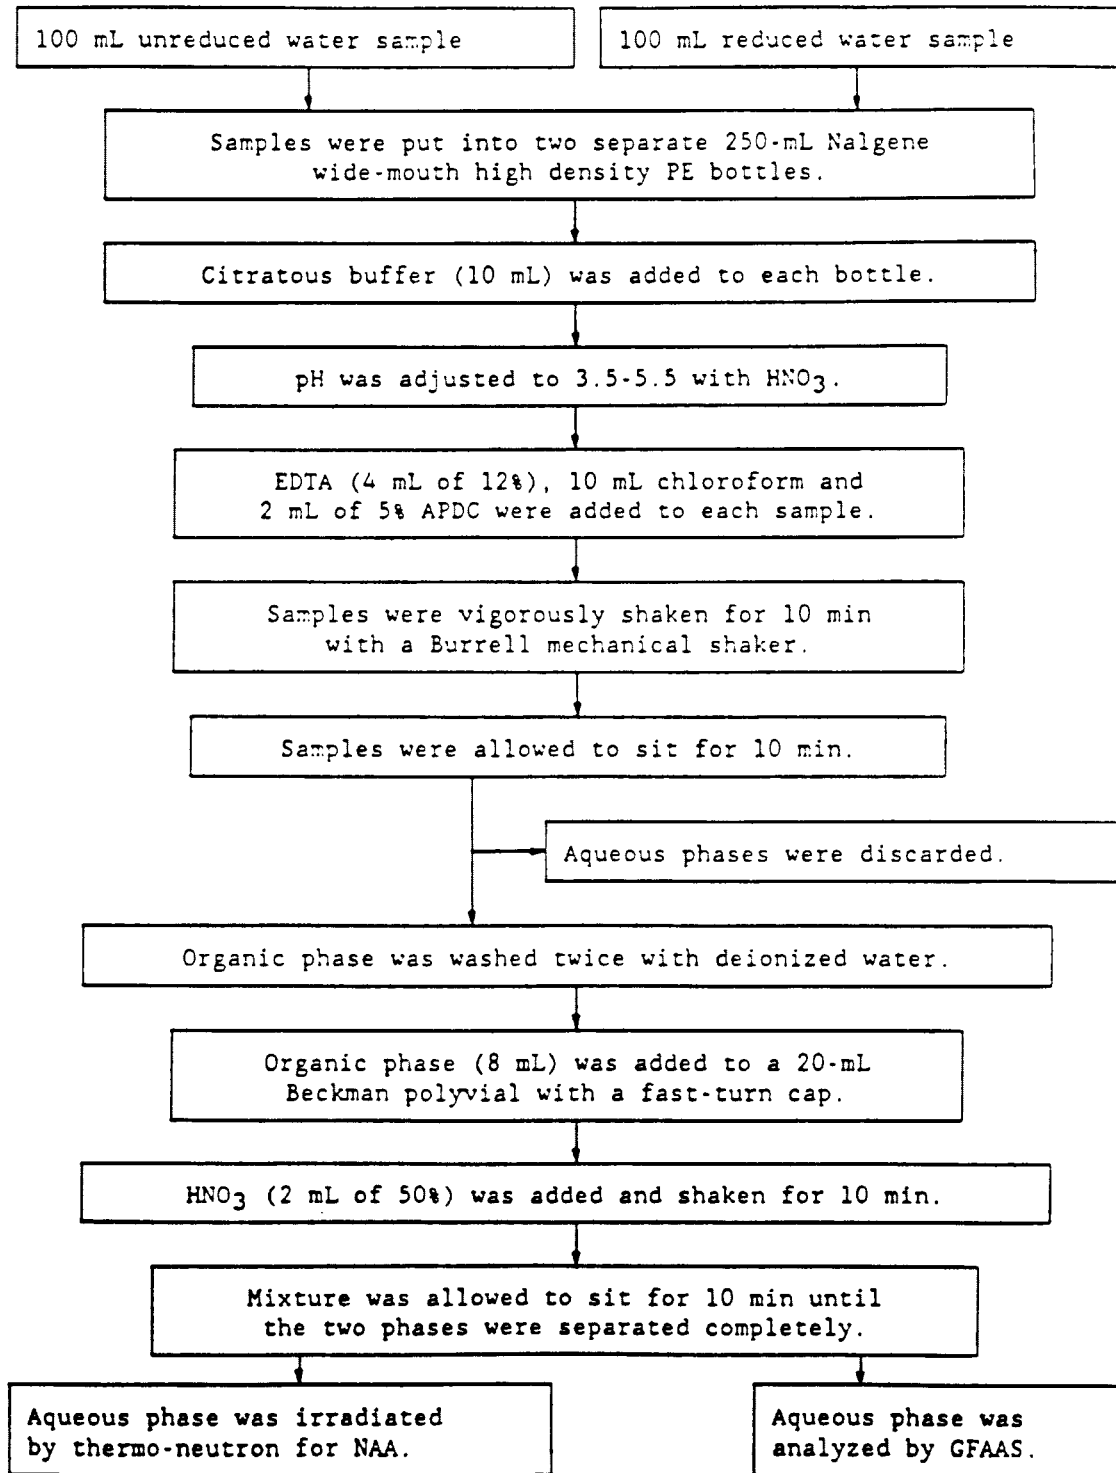 100 mL unreduced water sample
100 mL reduced water sample
Samples were put into two separate 250-mL Nalgene
wide-mouth high density PE bottles.
Citratous buffer (10 mL) was added to each bottle.
pH was adjusted to 3.5-5.5 with HNO3.
EDTA (4 mL of 12%), 10 mL chloroform and
2 mL of 5% APDC were added to each sample.
Samples were vigorously shaken for 10 min
with a Burrell mechanical shaker.
Samples were allowed to sit for 10 min.
Aqueous phases were discarded.
Organic phase was washed twice with deionized water.
Organic phase (8 mL) was added to a 20-mL
Beckman polyvial with a fast-turn cap.
HNO3 (2 mL of 50%) was added and shaken for 10 min.
Mixture was allowed to sit for 10 min until
the two phases were separated completely.
Aqueous phase was irradiated
by thermo-neutron for NAA.
Aqueous phase was
analyzed by GFAAS.